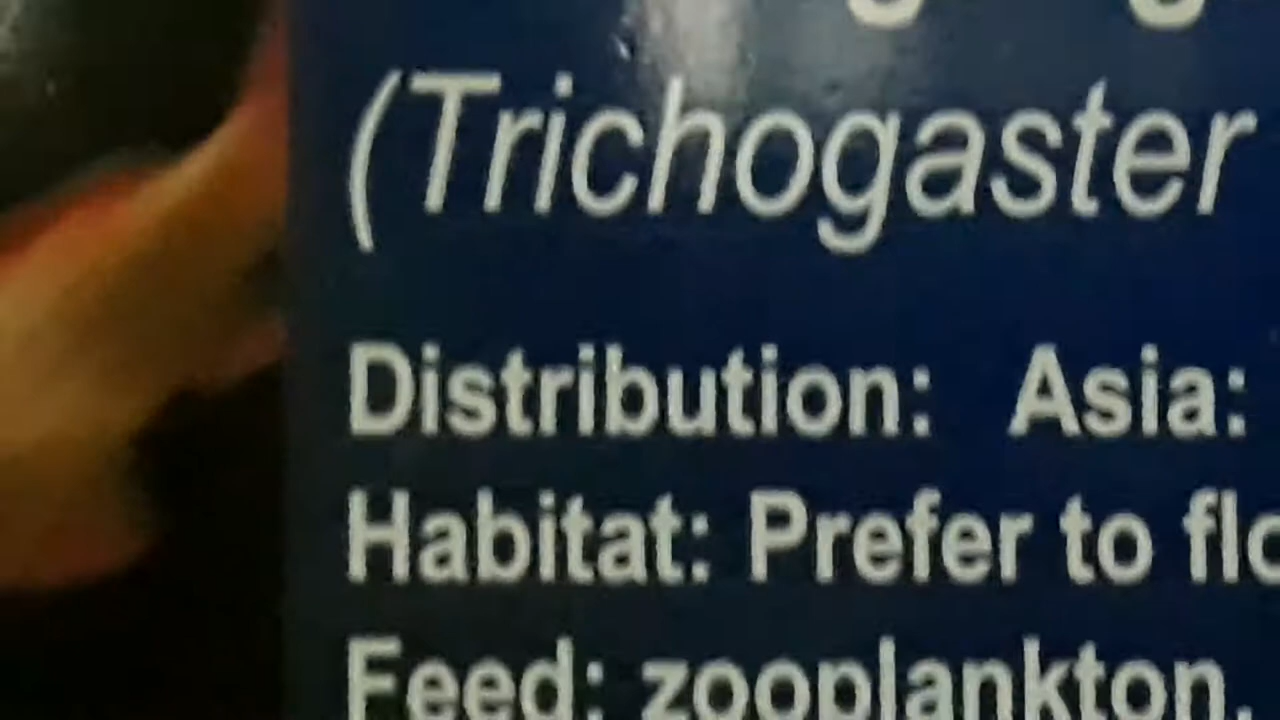 (Trichogaster
Distribution: Asia:
Habitat: Prefer to
Feed: zooplankton,